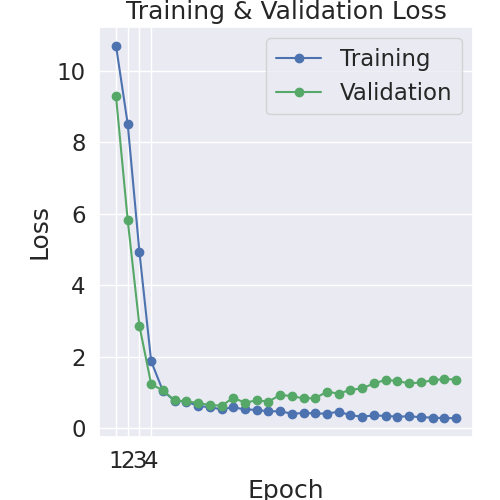 Training & Validation Loss
Training
Validation
10
8
6
4
2
0
Loss
1234
Epoch